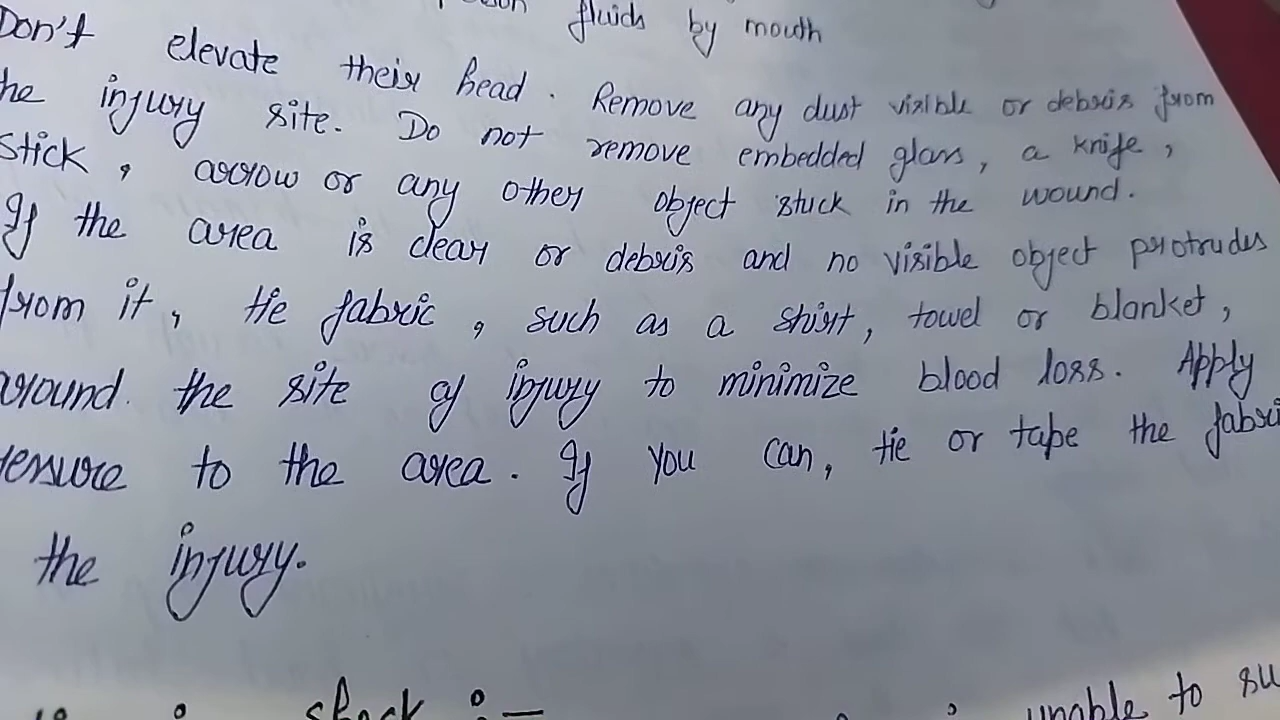 fluids by mouth
Don't elevate their head. Remove any dust visible or debris from
he injury site. Do not remove embedded glass, a knife,
stick, arrow or any other object stuck in the wound.
If the area is clear or debris and no visible object protrudes
from it, tie fabric, such as a shirt, towel or blanket,
around the site of injury to minimize blood loss. Apply
ressure to the area. If you can, tie or tape the fabri
the injury.
shock :-
unable to su